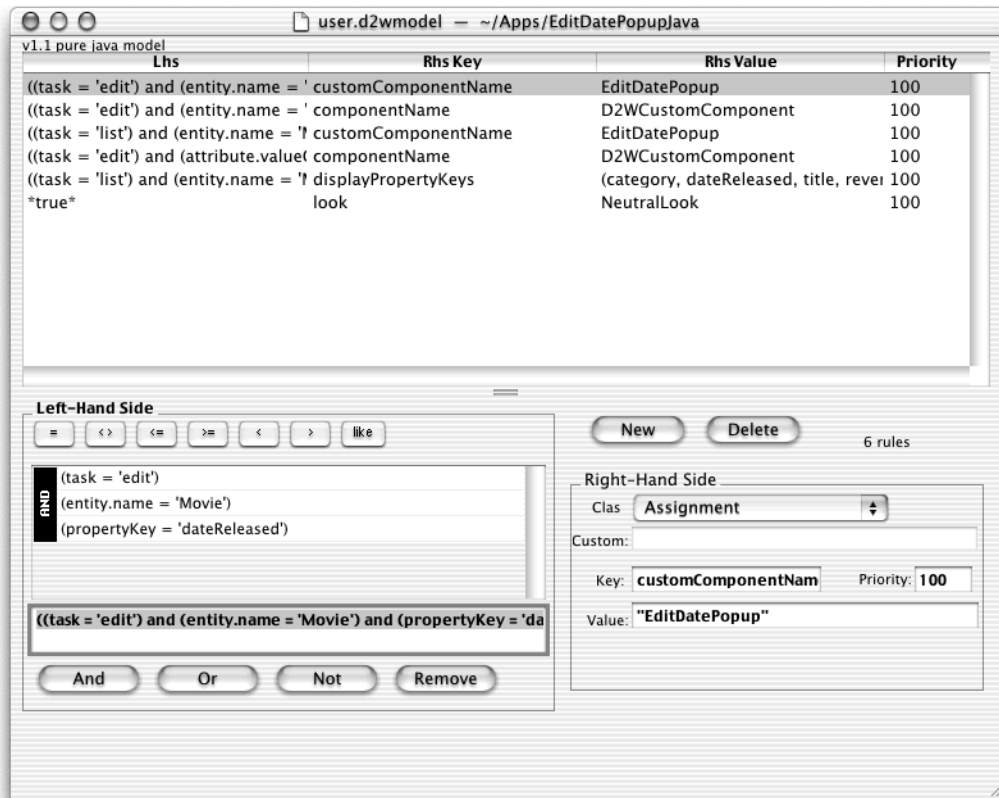 user.d2wmodel — ~/Apps/EditDatePopupJava
v1.1 pure java model
Lhs Rhs Key Rhs Value Priority
((task = 'edit') and (entity.name = ' customComponentName EditDatePopup 100
((task = 'edit') and (entity.name = ' componentName D2WCustomComponent 100
((task = 'list') and (entity.name = 'M customComponentName EditDatePopup 100
((task = 'edit') and (attribute.value( componentName D2WCustomComponent 100
((task = 'list') and (entity.name = 'M displayPropertyKeys (category, dateReleased, title, reven 100
*true* look NeutralLook 100
Left-Hand Side
= <> <= >= < > like
AND
(task = 'edit')
(entity.name = 'Movie')
(propertyKey = 'dateReleased')
((task = 'edit') and (entity.name = 'Movie') and (propertyKey = 'da
And Or Not Remove
New Delete 6 rules
Right-Hand Side
Clas Assignment
Custom:
Key: customComponentNam Priority: 100
Value: "EditDatePopup"